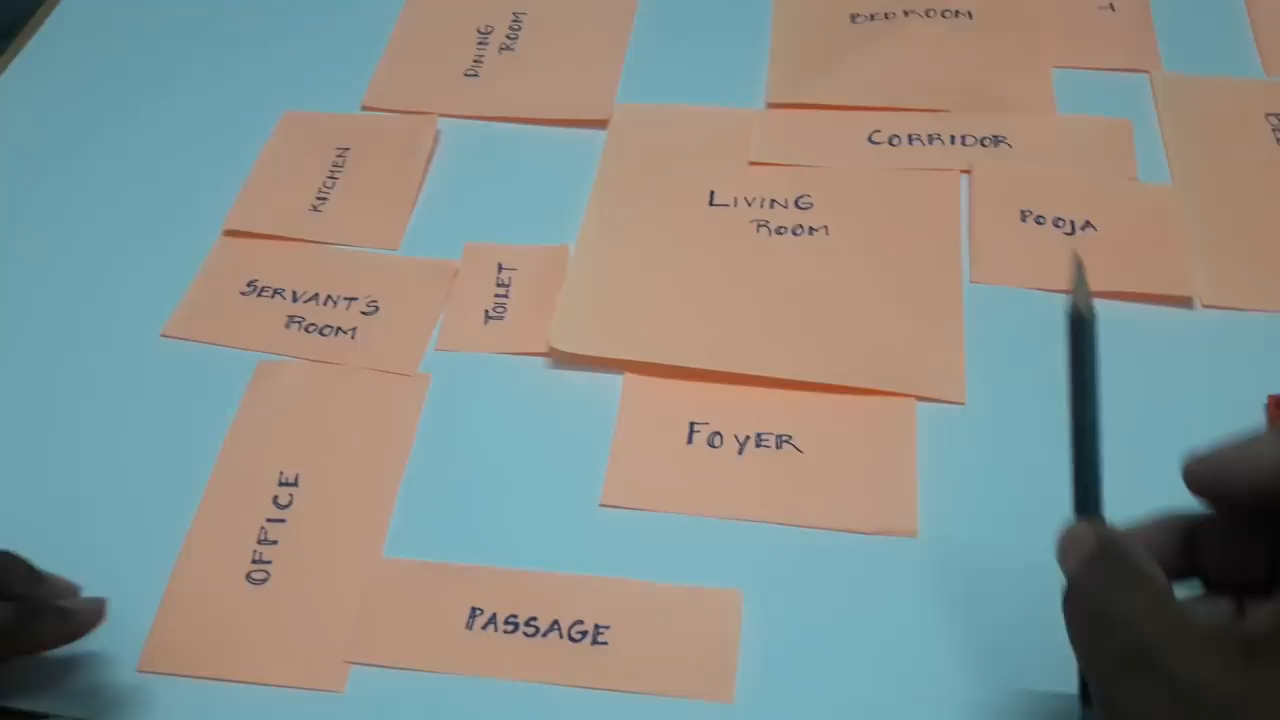 DINING
ROOM
BEDROOM
CORRIDOR
KITCHEN
LIVING
ROOM
POOJA
SERVANT'S
ROOM
TOILET
FOYER
OFFICE
PASSAGE